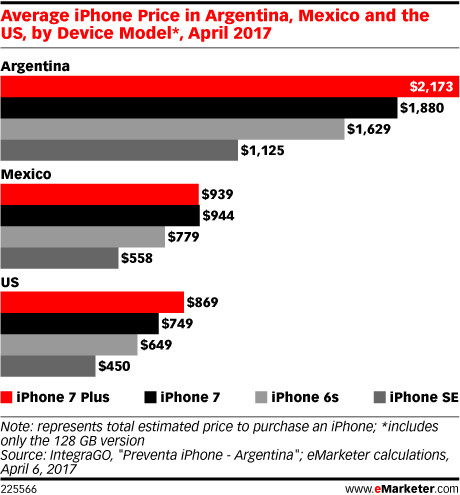 Average iPhone Price in Argentina, Mexico and the
US, by Device Model*, April 2017
Argentina
$2,173
$1,880
$1,629
$1,125
Mexico
$939
$944
$779
$558
US
$869
$749
$649
$450
iPhone 7 Plus iPhone 7 iPhone 6s iPhone SE
Note: represents total estimated price to purchase an iPhone; *includes
only the 128 GB version
Source: IntegraGO, "Preventa iPhone - Argentina"; eMarketer calculations,
April 6, 2017
225566 www.eMarketer.com